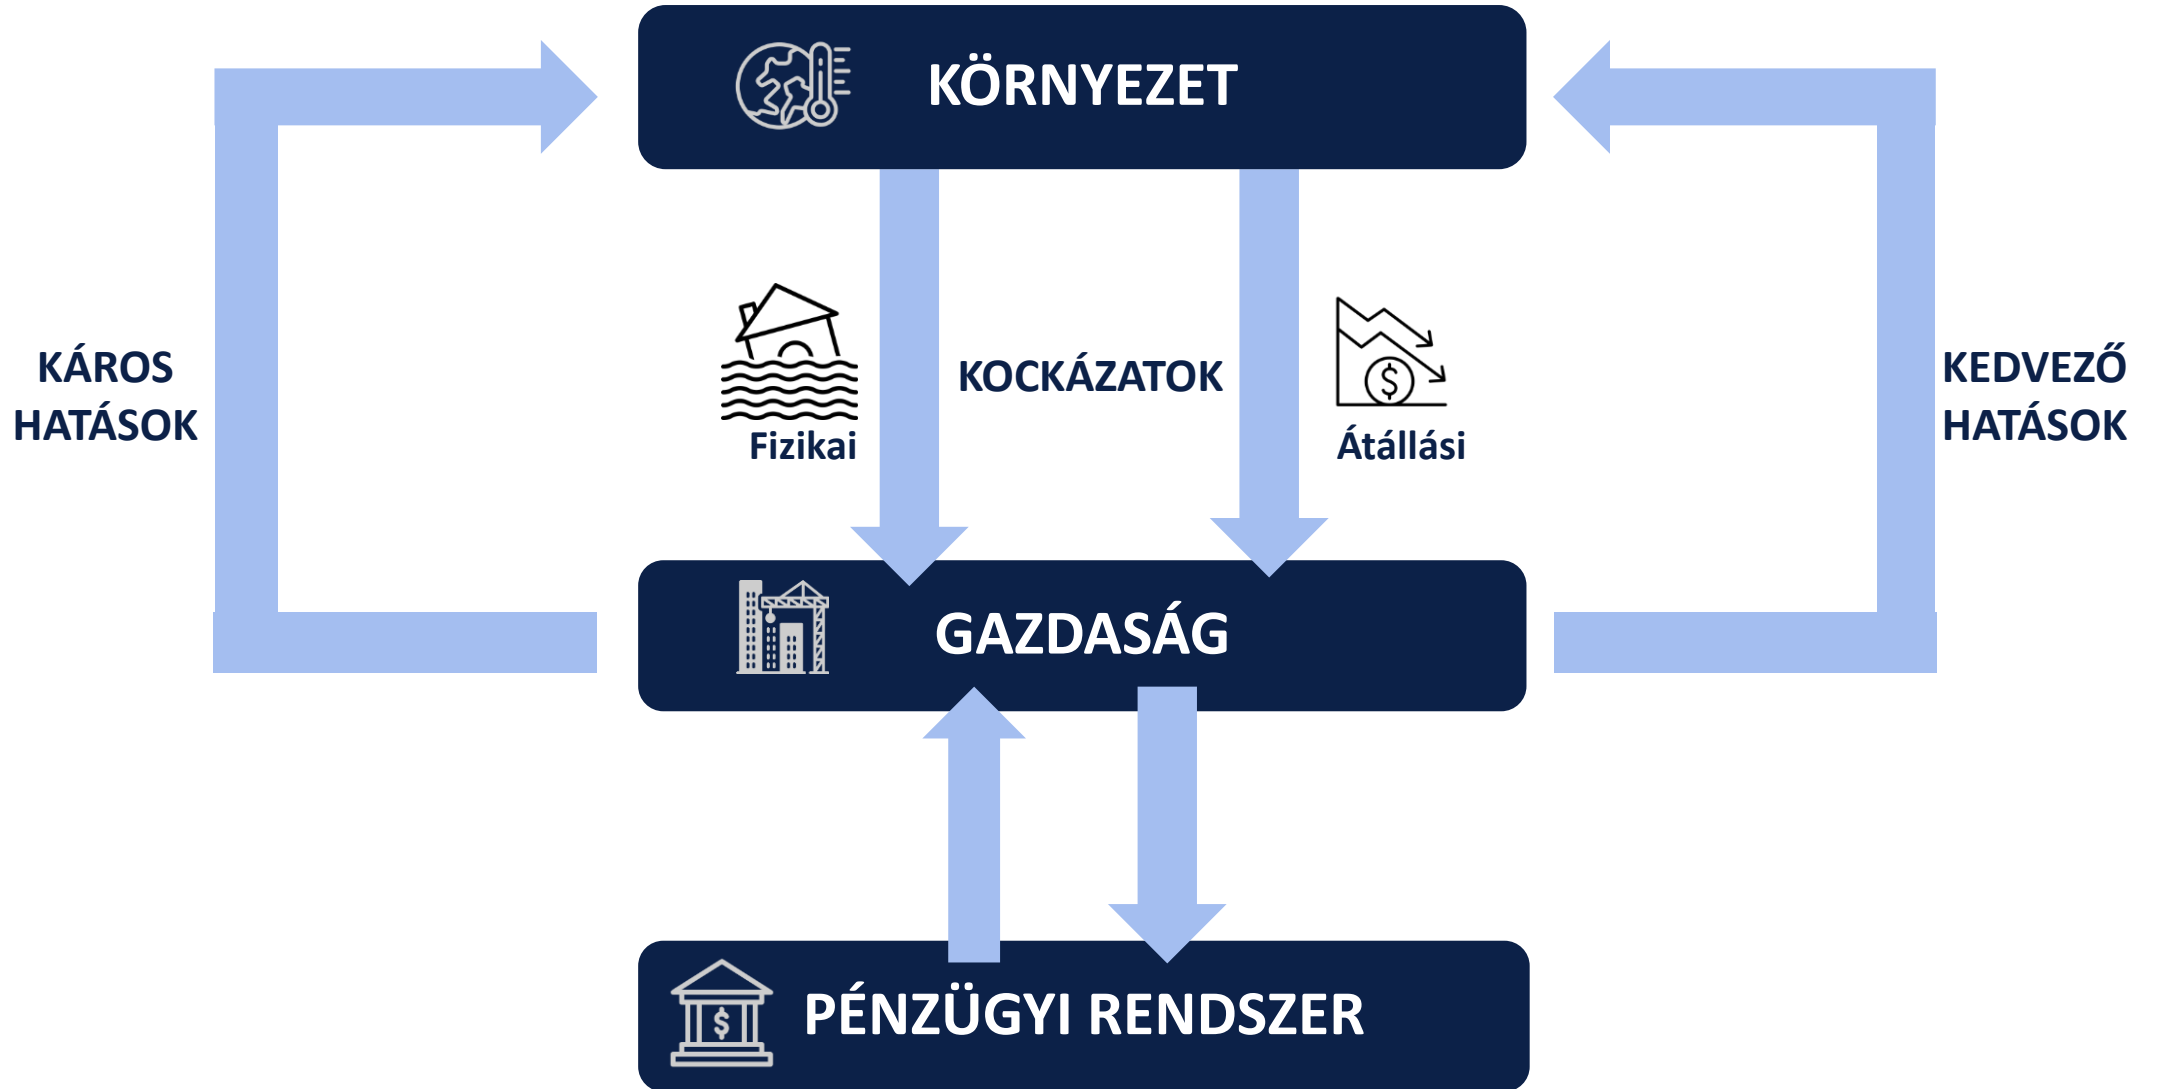 KÖRNYEZET
KÁROS
HATÁSOK
Fizikai
KOCKÁZATOK
Átállási
$
KEDVEZŐ
HATÁSOK
GAZDASÁG
$
PÉNZÜGYI RENDSZER